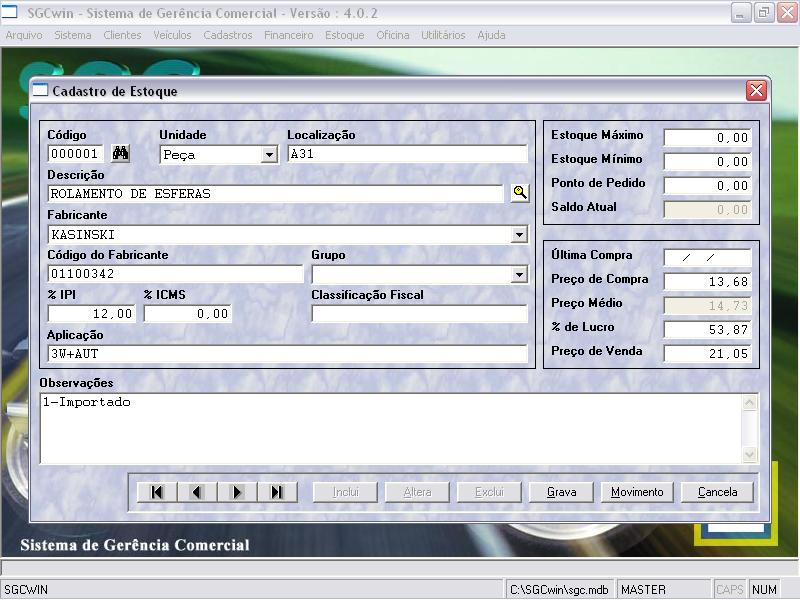 SGCwin - Sistema de Gerência Comercial - Versão : 4.0.2
Arquivo Sistema Clientes Veículos Cadastros Financeiro Estoque Oficina Utilitários Ajuda
Cadastro de Estoque
Código Unidade Localização
000001 Peça A31
Descrição
ROLAMENTO DE ESFERAS
Fabricante
KASINSKI
Código do Fabricante Grupo
01100342
% IPI % ICMS Classificação Fiscal
12,00 0,00
Aplicação
3W+AUT
Estoque Máximo 0,00
Estoque Mínimo 0,00
Ponto de Pedido 0,00
Saldo Atual 0,00
Última Compra / /
Preço de Compra 13,68
Preço Médio 14,73
% de Lucro 53,87
Preço de Venda 21,05
Observações
1-Importado
Inclui Altera Exclui Grava Movimento Cancela
Sistema de Gerência Comercial
SGCWIN C:\SGCwin\sgc.mdb MASTER CAPS NUM